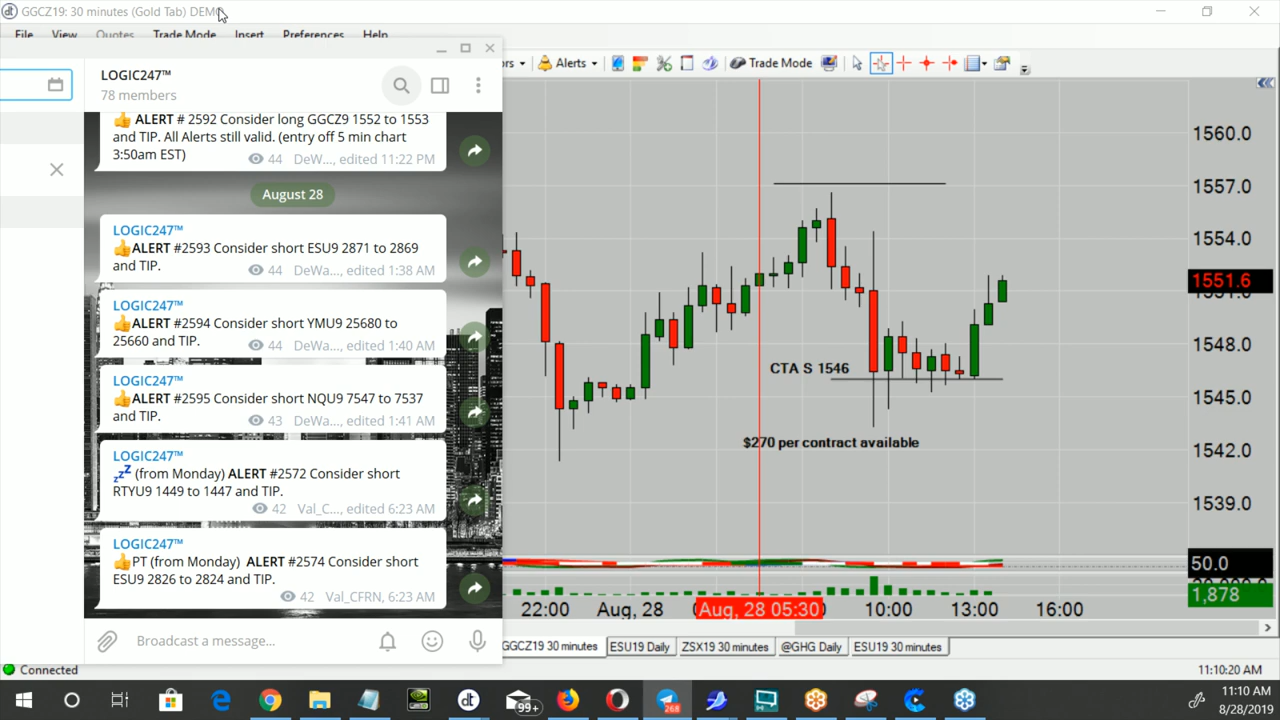 GGCZ19: 30 minutes (Gold Tab) DEMO
File View Quotes Trade Mode Insert Preferences Help
LOGIC247™
78 members
Alerts
Trade Mode
👍 ALERT # 2592 Consider long GGCZ9 1552 to 1553
and TIP. All Alerts still valid. (entry off 5 min chart
3:50am EST)
44 DeW..., edited 11:22 PM
August 28
LOGIC247™
👍ALERT #2593 Consider short ESU9 2871 to 2869
and TIP.
44 DeWa..., edited 1:38 AM
LOGIC247™
👍ALERT #2594 Consider short YMU9 25680 to
25660 and TIP.
44 DeWa..., edited 1:40 AM
LOGIC247™
👍ALERT #2595 Consider short NQU9 7547 to 7537
and TIP.
43 DeWa..., edited 1:41 AM
LOGIC247™
💤 (from Monday) ALERT #2572 Consider short
RTYU9 1449 to 1447 and TIP.
42 Val_C..., edited 6:23 AM
LOGIC247™
👍PT (from Monday) ALERT #2574 Consider short
ESU9 2826 to 2824 and TIP.
42 Val_CFRN, 6:23 AM
Broadcast a message...
CTA S 1546
$270 per contract available
1560.0
1557.0
1554.0
1551.6
1548.0
1545.0
1542.0
1539.0
50.0
1,878
22:00 Aug, 28 Aug, 28 05:30 10:00 13:00 16:00
GGCZ19 30 minutes ESU19 Daily ZSX19 30 minutes @GHG Daily ESU19 30 minutes
Connected
11:10:20 AM
99+
268
11:10 AM
8/28/2019